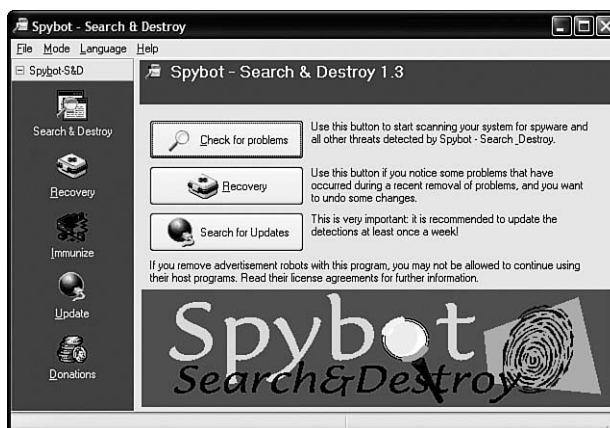 Spybot - Search & Destroy
File Mode Language Help
Spybot-S&D
Search & Destroy
Recovery
Immunize
Update
Donations
Spybot - Search & Destroy 1.3
Check for problems
Use this button to start scanning your system for spyware and
all other threats detected by Spybot - Search _Destroy.
Recovery
Use this button if you notice some problems that have
occurred during a recent removal of problems, and you want
to undo some changes.
Search for Updates
This is very important: it is recommended to update the
detections at least once a week!
If you remove advertisement robots with this program, you may not be allowed to continue using
their host programs. Read their license agreements for further information.
Spybot
Search&Destroy